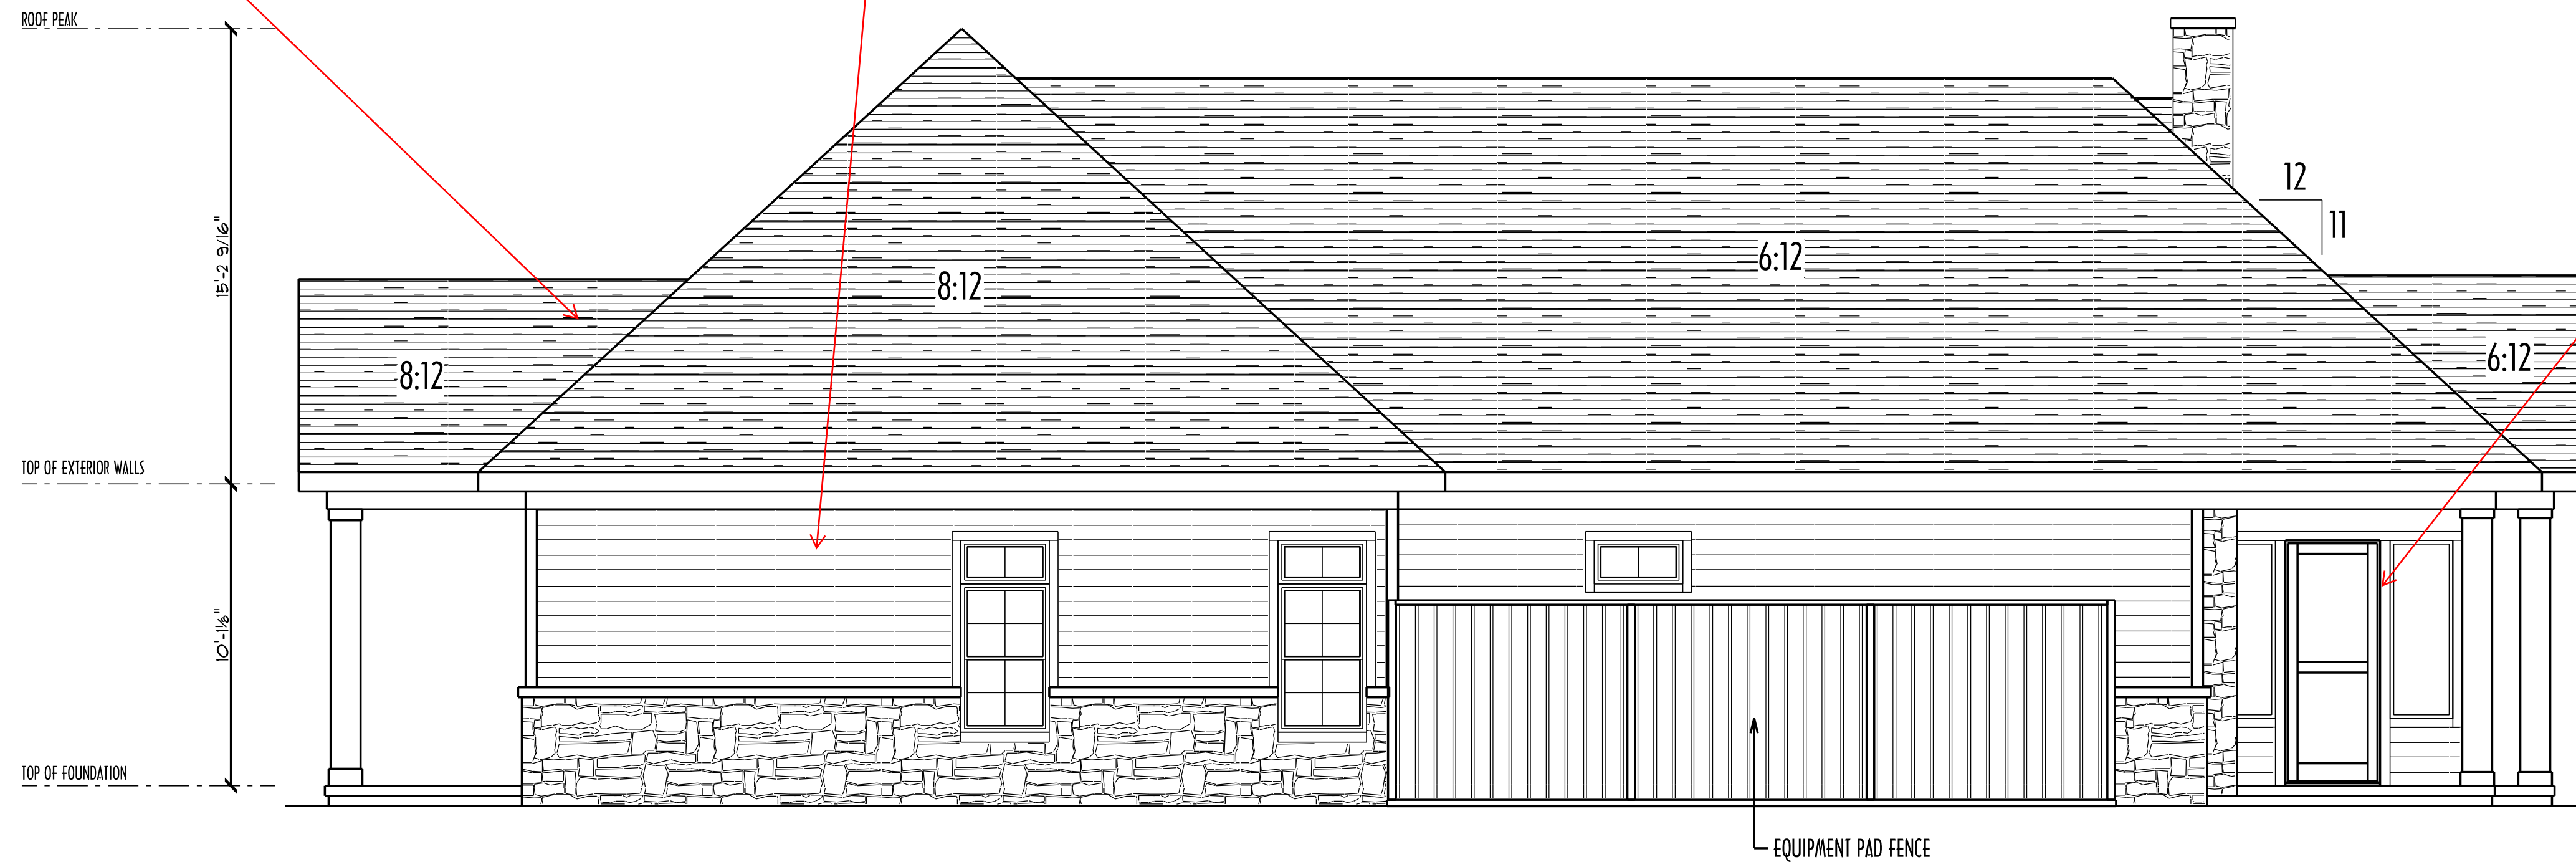 ROOF PEAK
12
11
15'-2 9/16"
6:12
8:12
6:12
8:12
TOP OF EXTERIOR WALLS
10'-1⅛"
TOP OF FOUNDATION
EQUIPMENT PAD FENCE